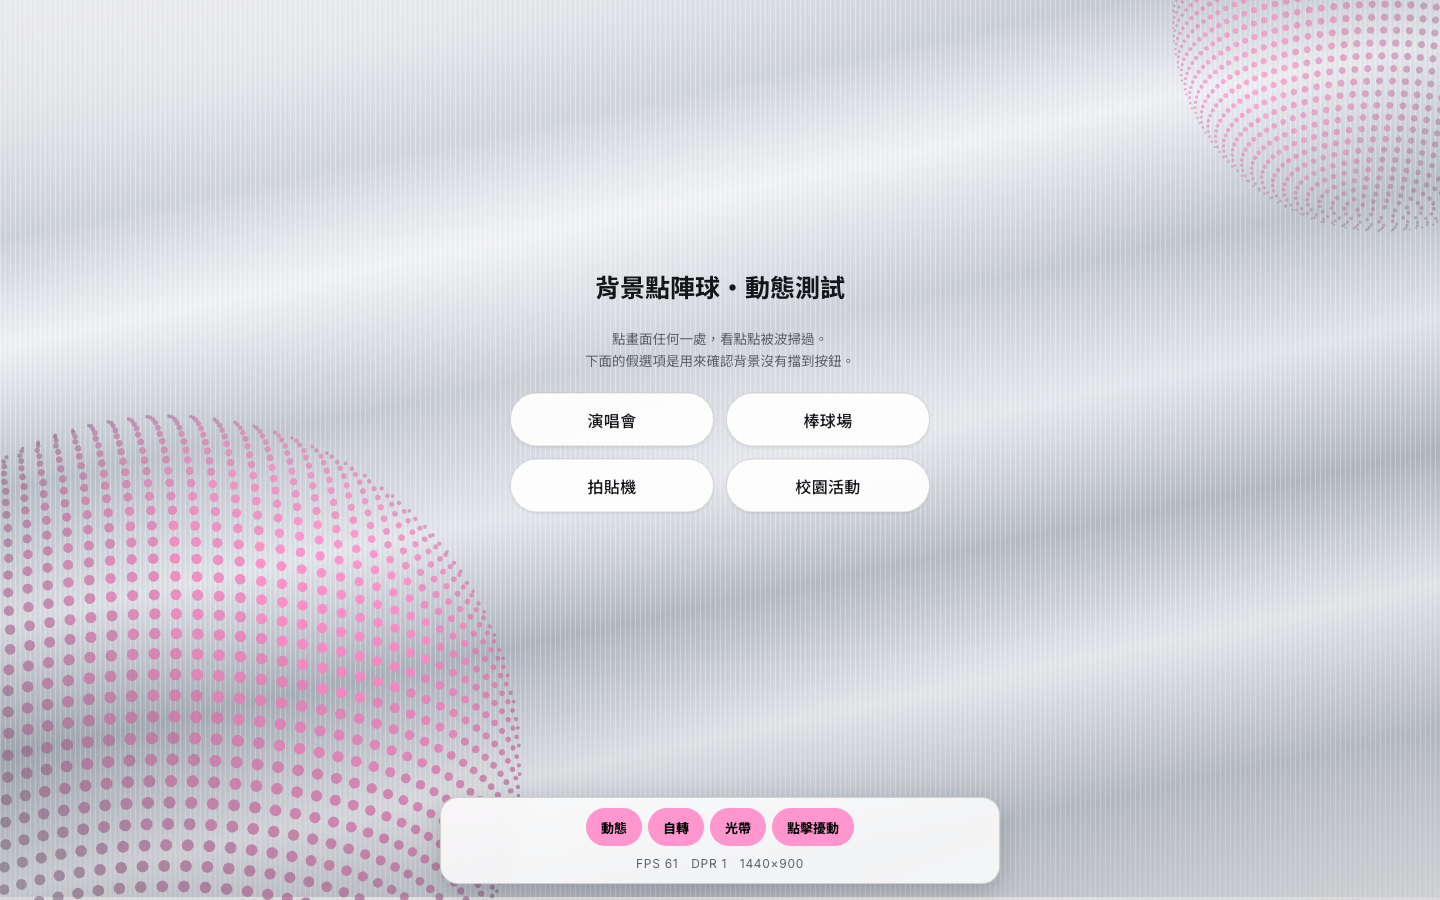 背景點陣球・動態測試
點畫面任何一處，看點點被波掃過。
下面的假選項是用來確認背景沒有擋到按鈕。
演唱會
棒球場
拍貼機
校園活動
動態 自轉 光帶 點擊擾動
FPS 61 DPR 1 1440×900